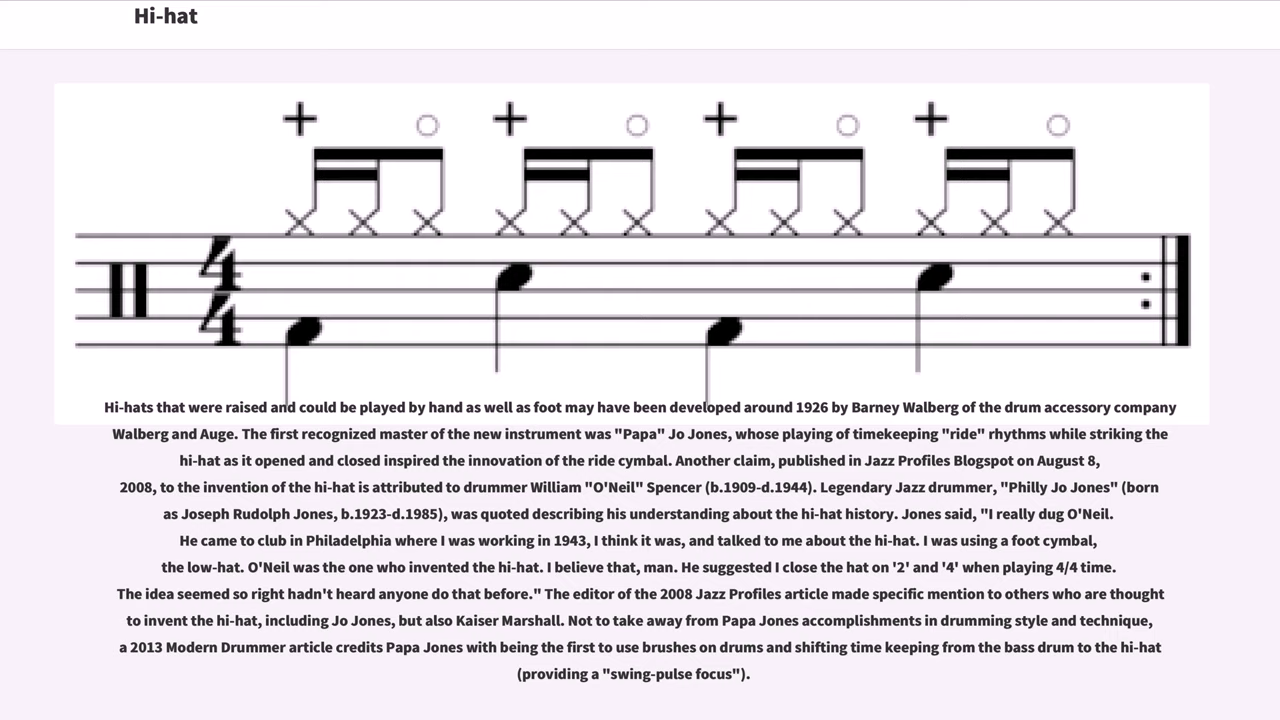 Hi-hat
4
4
Hi-hats that were raised and could be played by hand as well as foot may have been developed around 1926 by Barney Walberg of the drum accessory company
Walberg and Auge. The first recognized master of the new instrument was "Papa" Jo Jones, whose playing of timekeeping "ride" rhythms while striking the
hi-hat as it opened and closed inspired the innovation of the ride cymbal. Another claim, published in Jazz Profiles Blogspot on August 8,
2008, to the invention of the hi-hat is attributed to drummer William "O'Neil" Spencer (b.1909-d.1944). Legendary Jazz drummer, "Philly Jo Jones" (born
as Joseph Rudolph Jones, b.1923-d.1985), was quoted describing his understanding about the hi-hat history. Jones said, "I really dug O'Neil.
He came to club in Philadelphia where I was working in 1943, I think it was, and talked to me about the hi-hat. I was using a foot cymbal,
the low-hat. O'Neil was the one who invented the hi-hat. I believe that, man. He suggested I close the hat on '2' and '4' when playing 4/4 time.
The idea seemed so right hadn't heard anyone do that before." The editor of the 2008 Jazz Profiles article made specific mention to others who are thought
to invent the hi-hat, including Jo Jones, but also Kaiser Marshall. Not to take away from Papa Jones accomplishments in drumming style and technique,
a 2013 Modern Drummer article credits Papa Jones with being the first to use brushes on drums and shifting time keeping from the bass drum to the hi-hat
(providing a "swing-pulse focus").